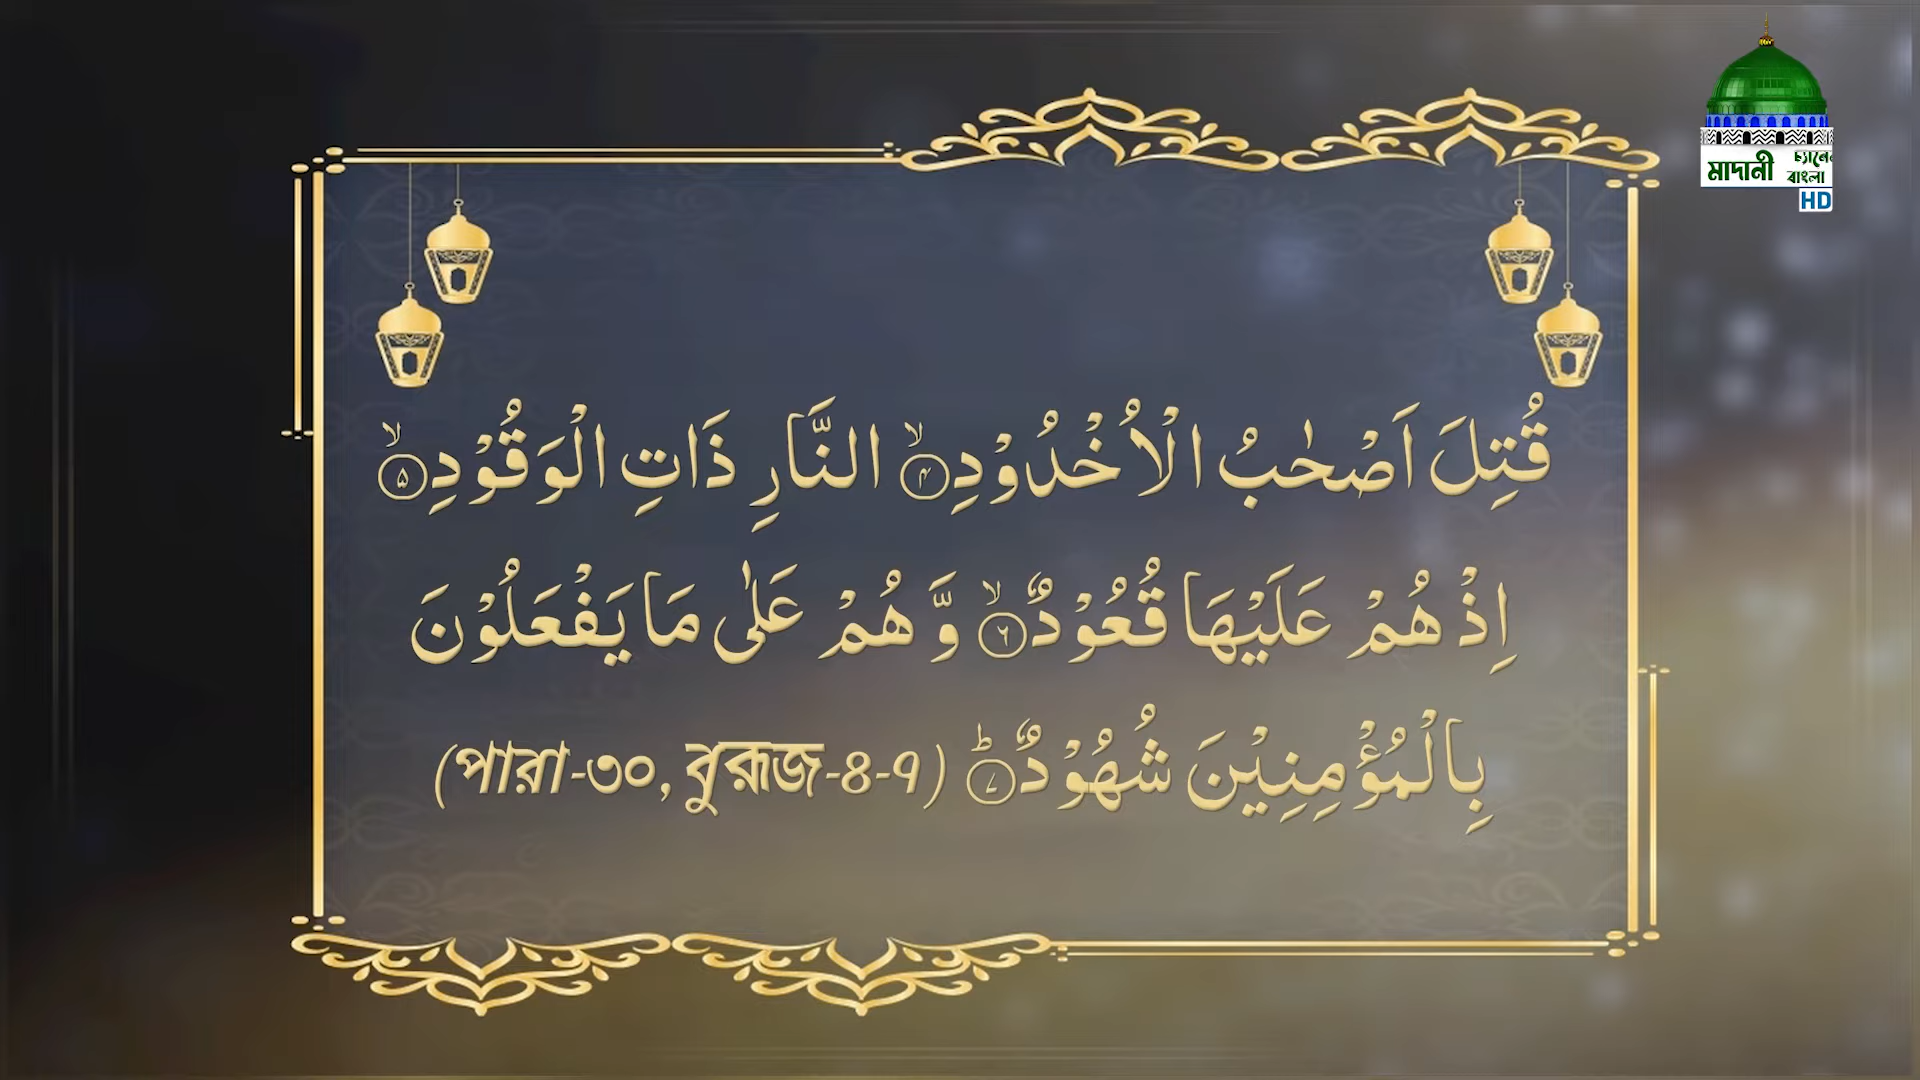 قُتِلَ اَصْحٰبُ الْاُخْدُوْدِۙ۝۴ النَّارِ ذَاتِ الْوَقُوْدِۙ۝۵
اِذْ هُمْ عَلَیْهَا قُعُوْدٌۙ۝۶ وَّ هُمْ عَلٰى مَا یَفْعَلُوْنَ
بِالْمُؤْمِنِیْنَ شُهُوْدٌؕ۝۷ (পারা-৩০, বুরূজ-৪-৭)
মাদানী চ্যানেল
বাংলা
HD